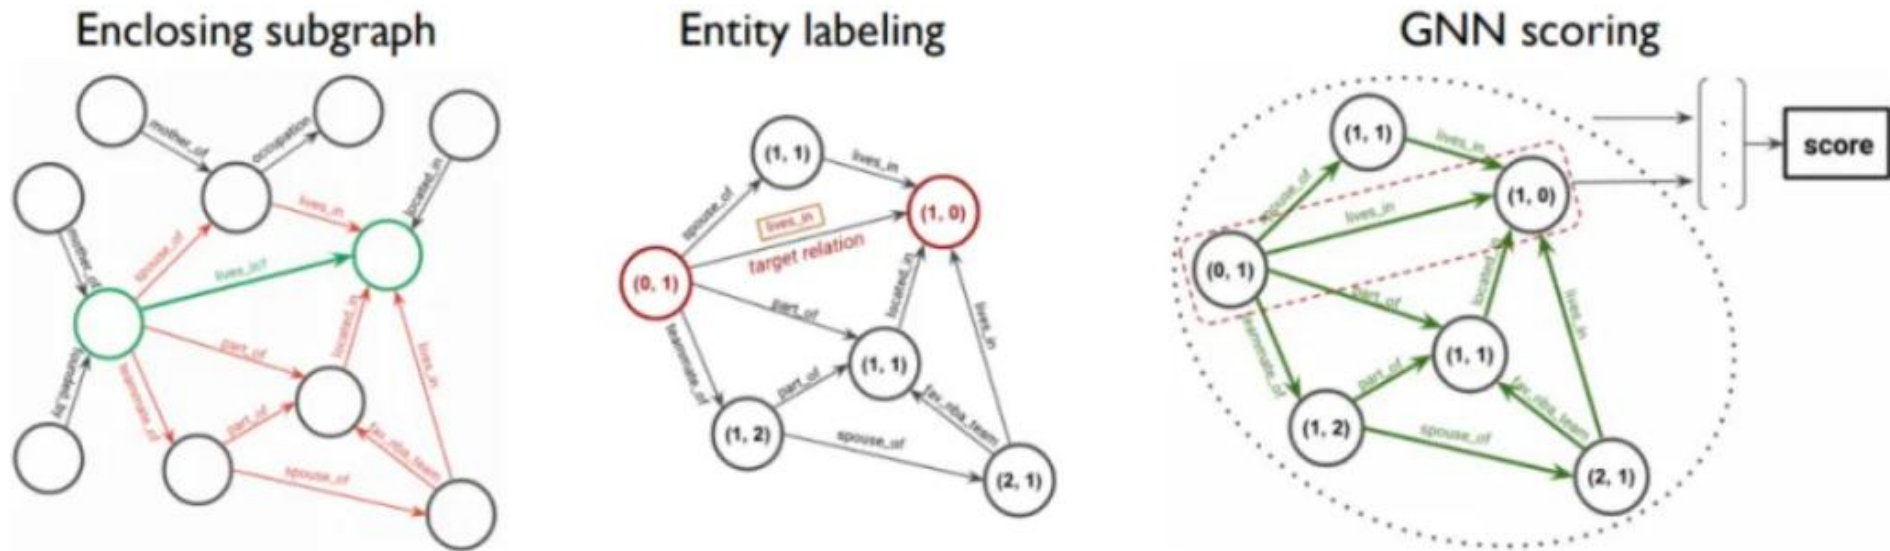 Enclosing subgraph
mother_of
occupation
located_in
mother_of
spouse_of
lives_in
lives_in?
founded_by
part_of
located_in
lives_in
teammate_of
part_of
fav_nba_team
spouse_of
Entity labeling
(1, 1)
lives_in
spouse_of
lives_in
(1, 0)
target relation
(0, 1)
part_of
located_in
lives_in
teammate_of
(1, 1)
part_of
fav_nba_team
(1, 2)
spouse_of
(2, 1)
GNN scoring
(1, 1)
lives_in
score
spouse_of
lives_in
(1, 0)
(0, 1)
part_of
located
lives_in
teammate_of
(1, 1)
part_of
fav_nba_team
(1, 2)
spouse_of
(2, 1)